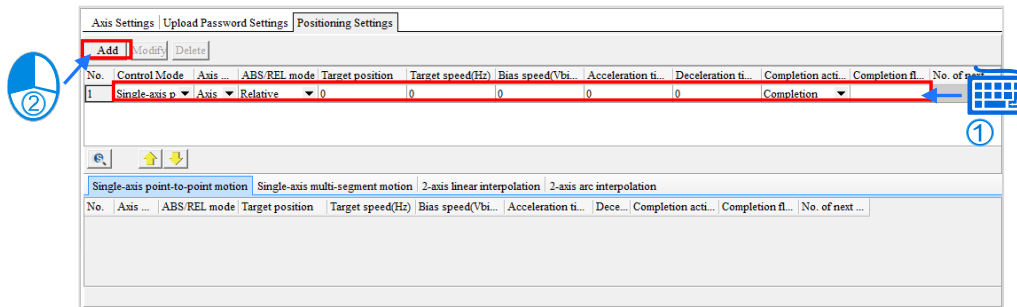 Axis Settings Upload Password Settings Positioning Settings
Add Modify Delete
No. Control Mode Axis ... ABS/REL mode Target position Target speed(Hz) Bias speed(Vbi... Acceleration ti... Deceleration ti... Completion acti... Completion fl... No. of next
1 Single-axis p Axis Relative 0 0 0 0 0 Completion
②
①
Single-axis point-to-point motion Single-axis multi-segment motion 2-axis linear interpolation 2-axis arc interpolation
No. Axis ... ABS/REL mode Target position Target speed(Hz) Bias speed(Vbi... Acceleration ti... Dece... Completion acti... Completion fl... No. of next ...